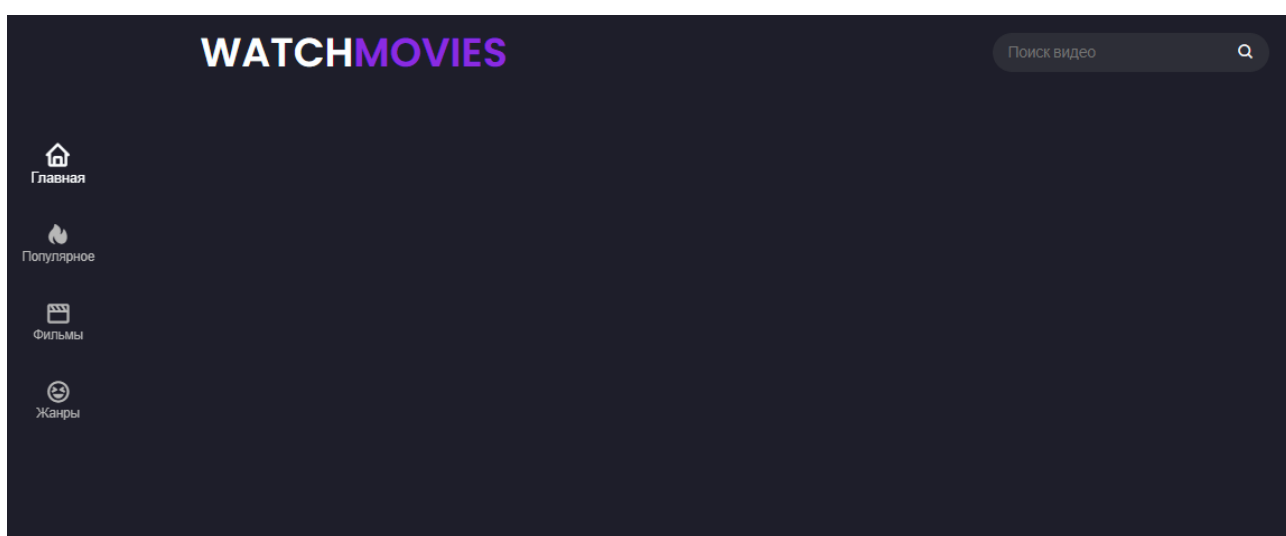 WATCHMOVIES
Поиск видео
Главная
Популярное
Фильмы
Жанры